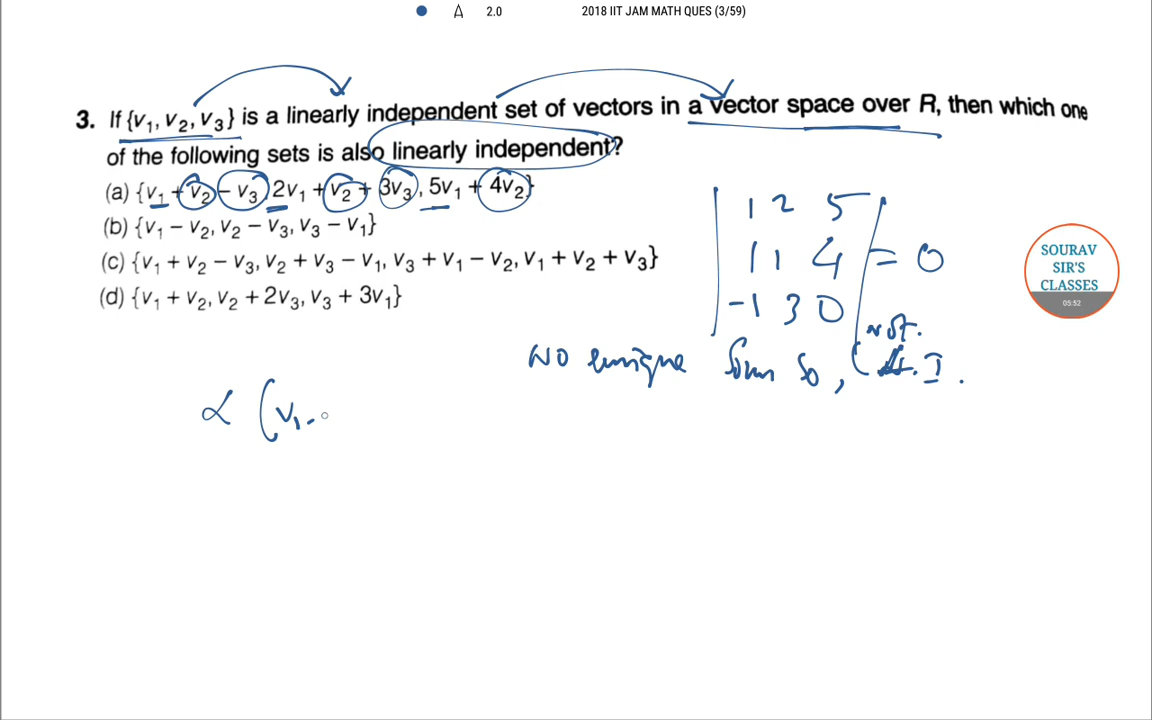 2.0 2018 IIT JAM MATH QUES (3/59)
3. If {v₁, v₂, v₃} is a linearly independent set of vectors in a vector space over R, then which one
of the following sets is also linearly independent?
(a) {v₁ + v₂ − v₃, 2v₁ + v₂ + 3v₃, 5v₁ + 4v₂}
(b) {v₁ − v₂, v₂ − v₃, v₃ − v₁}
(c) {v₁ + v₂ − v₃, v₂ + v₃ − v₁, v₃ + v₁ − v₂, v₁ + v₂ + v₃}
(d) {v₁ + v₂, v₂ + 2v₃, v₃ + 3v₁}
| 1 2 5 |
| 1 1 4 | = 0
| -1 3 0 |
SOURAV
SIR'S
CLASSES
05:52
not
No unique so, I.
α (v₁ -